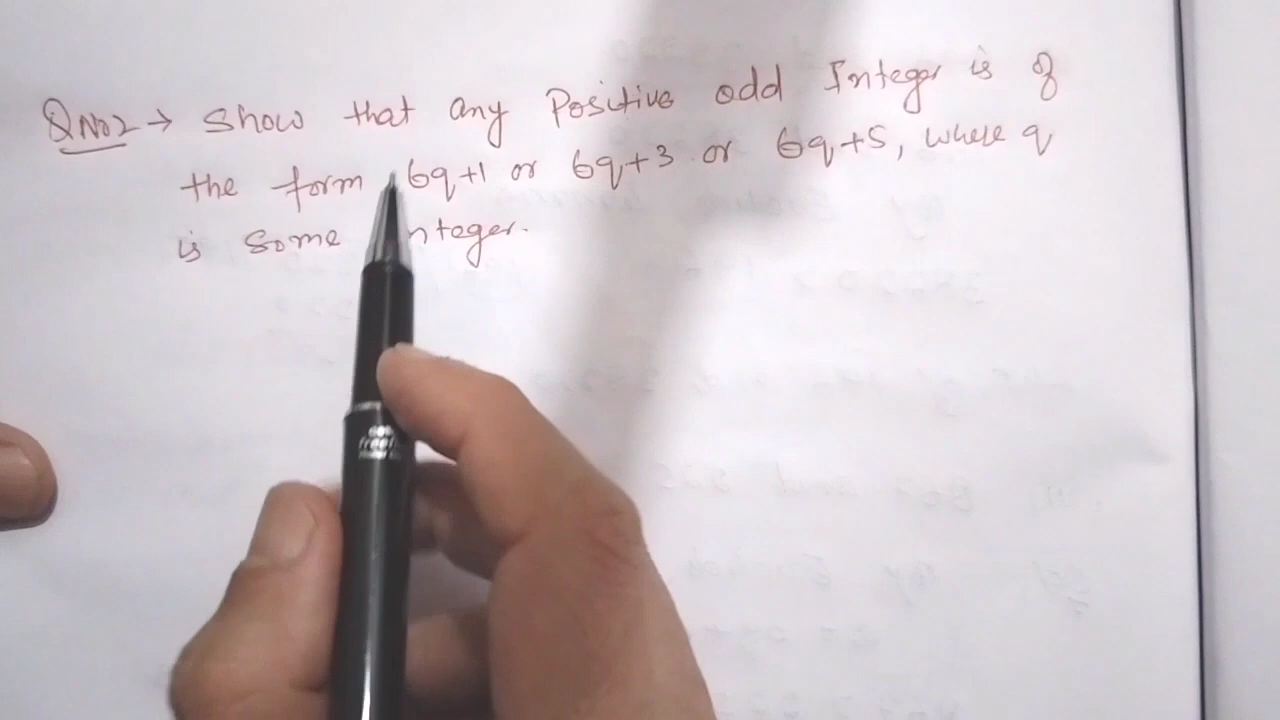 QNo2→ Show that any Positive odd Integer is of
the form 6q+1 or 6q+3 or 6q+5, where q
is some nteger.